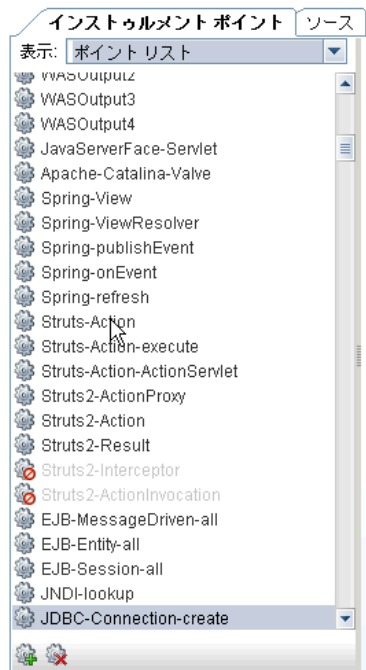 インストゥルメント ポイント ソース
表示: ポイント リスト
WASOutput2
WASOutput3
WASOutput4
JavaServerFace-Servlet
Apache-Catalina-Valve
Spring-View
Spring-ViewResolver
Spring-publishEvent
Spring-onEvent
Spring-refresh
Struts-Action
Struts-Action-execute
Struts-Action-ActionServlet
Struts2-ActionProxy
Struts2-Action
Struts2-Result
Struts2-Interceptor
Struts2-ActionInvocation
EJB-MessageDriven-all
EJB-Entity-all
EJB-Session-all
JNDI-lookup
JDBC-Connection-create